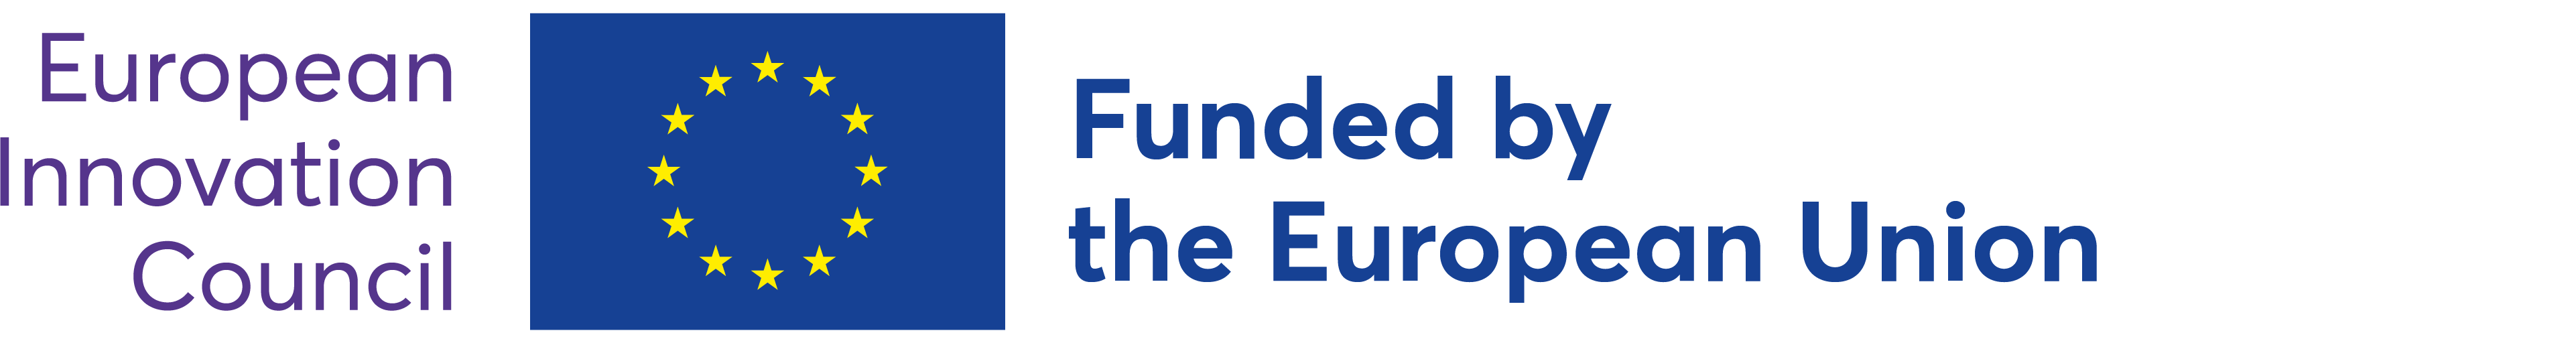 European
Innovation
Council
Funded by
the European Union